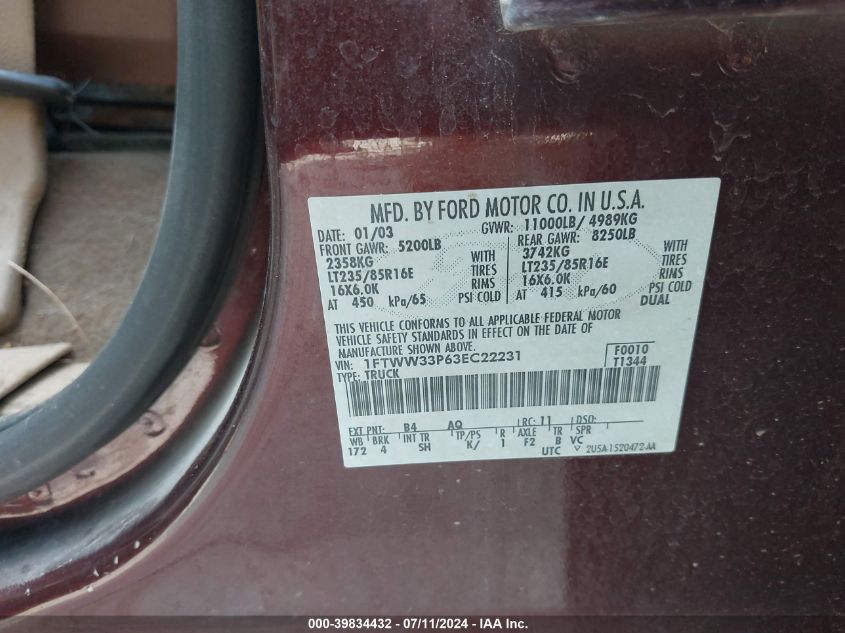 MFD. BY FORD MOTOR CO. IN U.S.A.
DATE: 01/03 GVWR: 11000LB/ 4989KG
FRONT GAWR: 5200LB REAR GAWR: 8250LB
2358KG WITH 3742KG WITH
LT235/85R16E TIRES LT235/85R16E TIRES
16X6.0K RIMS 16X6.0K RIMS
AT 450 kPa/65 PSI COLD AT 415 kPa/60 PSI COLD
DUAL
THIS VEHICLE CONFORMS TO ALL APPLICABLE FEDERAL MOTOR
VEHICLE SAFETY STANDARDS IN EFFECT ON THE DATE OF
MANUFACTURE SHOWN ABOVE.
VIN: 1FTWW33P63EC22231 F0010
TYPE: TRUCK T1344
EXT PNT: B4 AQ RC: 11 DSO:
WB BRK INT TR TP/PS R AXLE TR SPR
172 4 SH K/ 1 F2 B VC
UTC 2U5A-1520472-AA
000-39834432 - 07/11/2024 - IAA Inc.